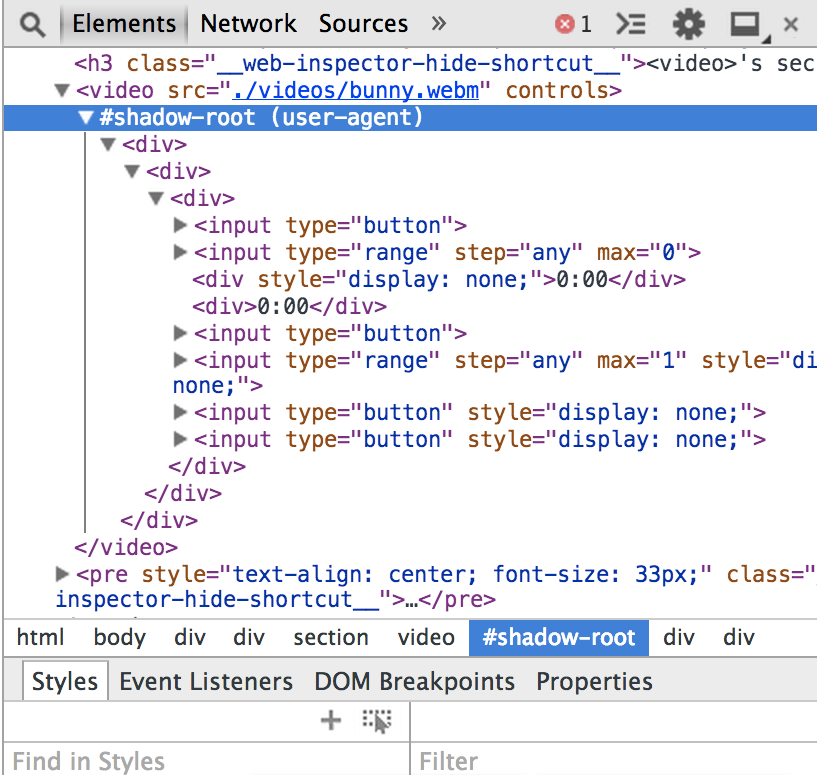 Elements Network Sources » 1
<h3 class="__web-inspector-hide-shortcut__"><video>'s sec
<video src="./videos/bunny.webm" controls>
#shadow-root (user-agent)
<div>
<div>
<div>
<input type="button">
<input type="range" step="any" max="0">
<div style="display: none;">0:00</div>
<div>0:00</div>
<input type="button">
<input type="range" step="any" max="1" style="di
none;">
<input type="button" style="display: none;">
<input type="button" style="display: none;">
</div>
</div>
</div>
</video>
<pre style="text-align: center; font-size: 33px;" class="_
inspector-hide-shortcut__">…</pre>
html body div div section video #shadow-root div div
Styles Event Listeners DOM Breakpoints Properties
Find in Styles Filter